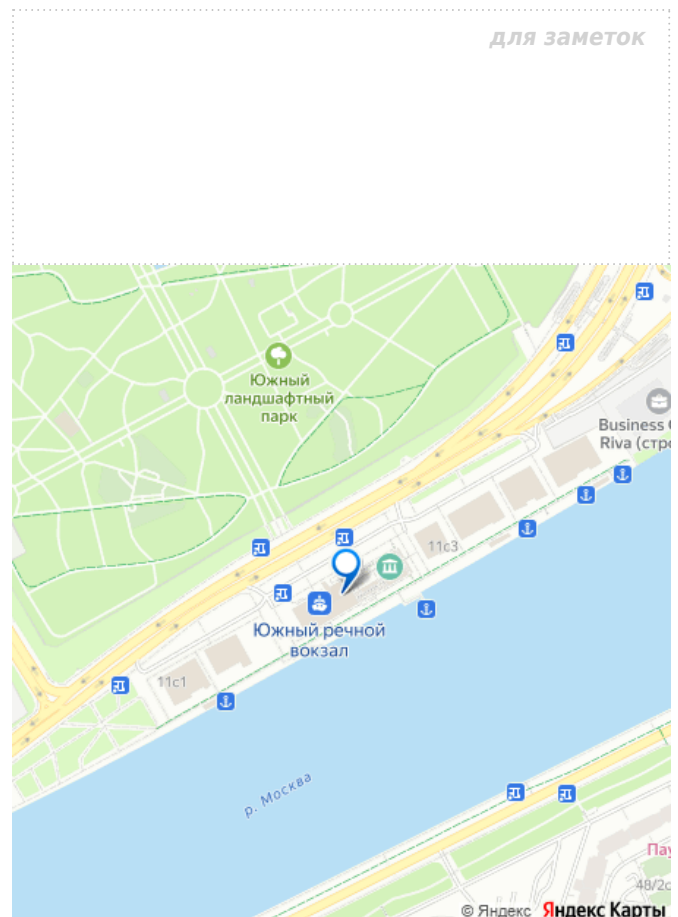 для заметок
Южный
ландшафтный
парк
Business
Riva (стр
11с3
Южный речной
вокзал
11с1
р. Москва
Пау
48/2с
© Яндекс Яндекс Карты